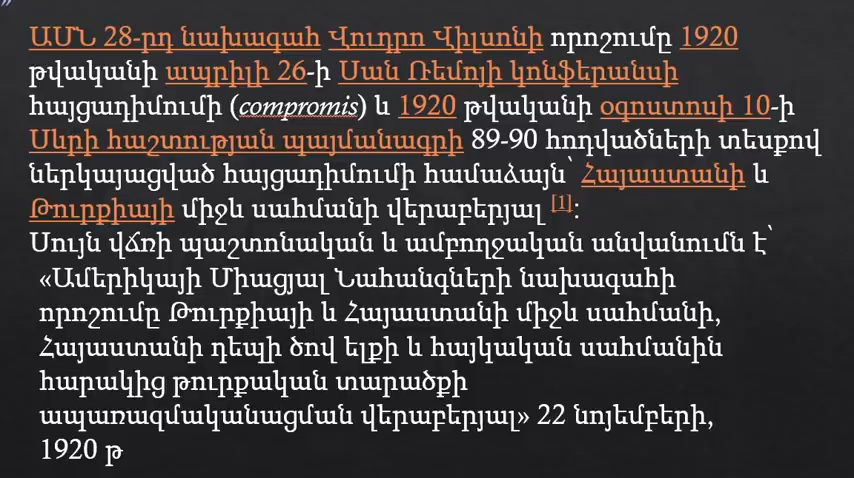 ”
ԱՄՆ 28-րդ նախագահ Վուդրո Վիլսոնի որոշումը 1920
թվականի ապրիլի 26-ի Սան Ռեմոյի կոնֆերանսի
հայցադիմումի (compromis) և 1920 թվականի օգոստոսի 10-ի
Սևրի հաշտության պայմանագրի 89-90 հոդվածների տեսքով
ներկայացված հայցադիմումի համաձայն՝ Հայաստանի և
Թուրքիայի միջև սահմանի վերաբերյալ [1]:
Սույն վճռի պաշտոնական և ամբողջական անվանումն է՝
«Ամերիկայի Միացյալ Նահանգների նախագահի
որոշումը Թուրքիայի և Հայաստանի միջև սահմանի,
Հայաստանի դեպի ծով ելքի և հայկական սահմանին
հարակից թուրքական տարածքի
ապառազմականացման վերաբերյալ» 22 նոյեմբերի,
1920 թ